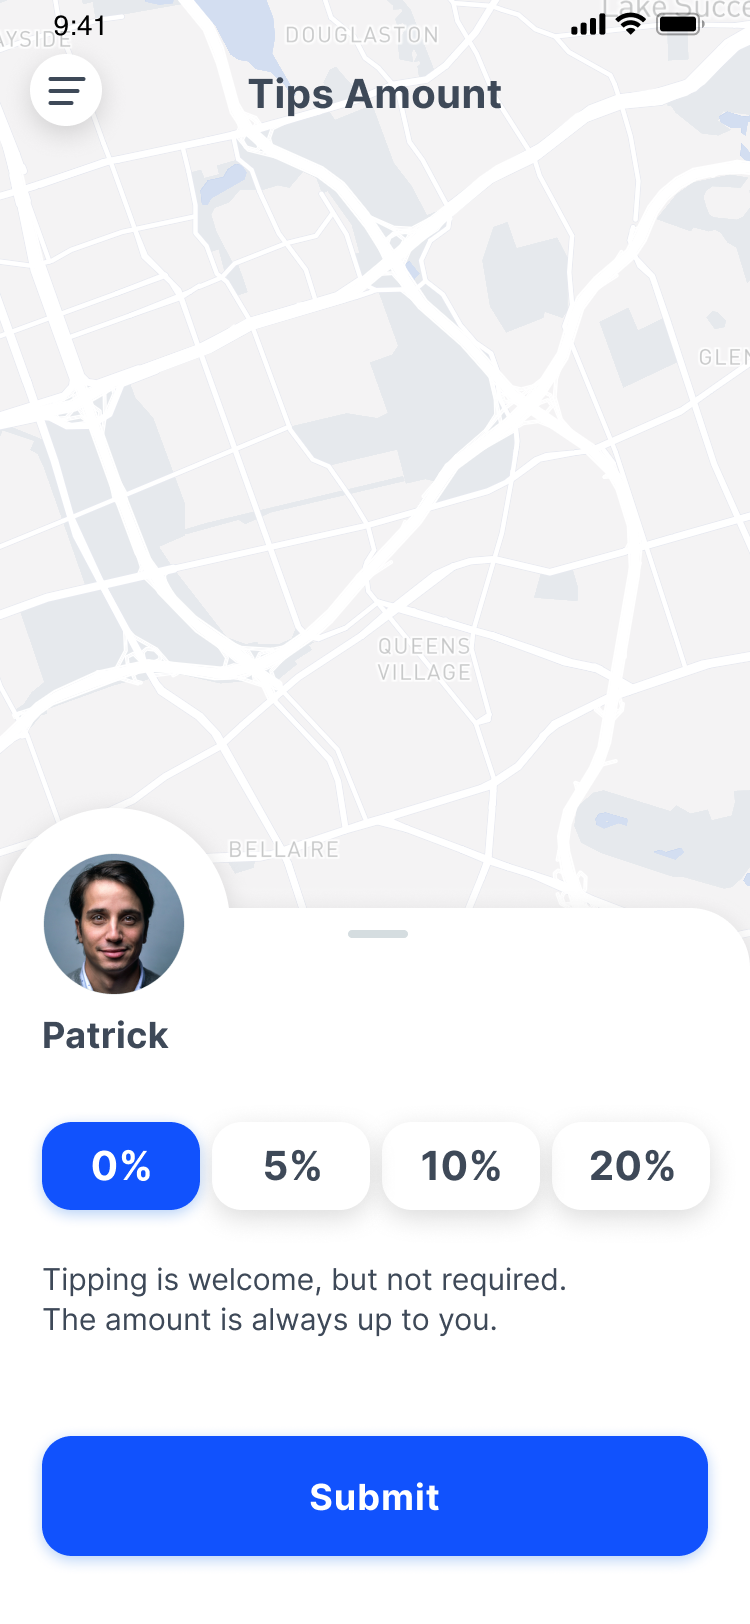 9:41
Lake Succe
AYSIDE
DOUGLASTON
Tips Amount
GLEN
QUEENS
VILLAGE
BELLAIRE
Patrick
0%
5%
10%
20%
Tipping is welcome, but not required.
The amount is always up to you.
Submit